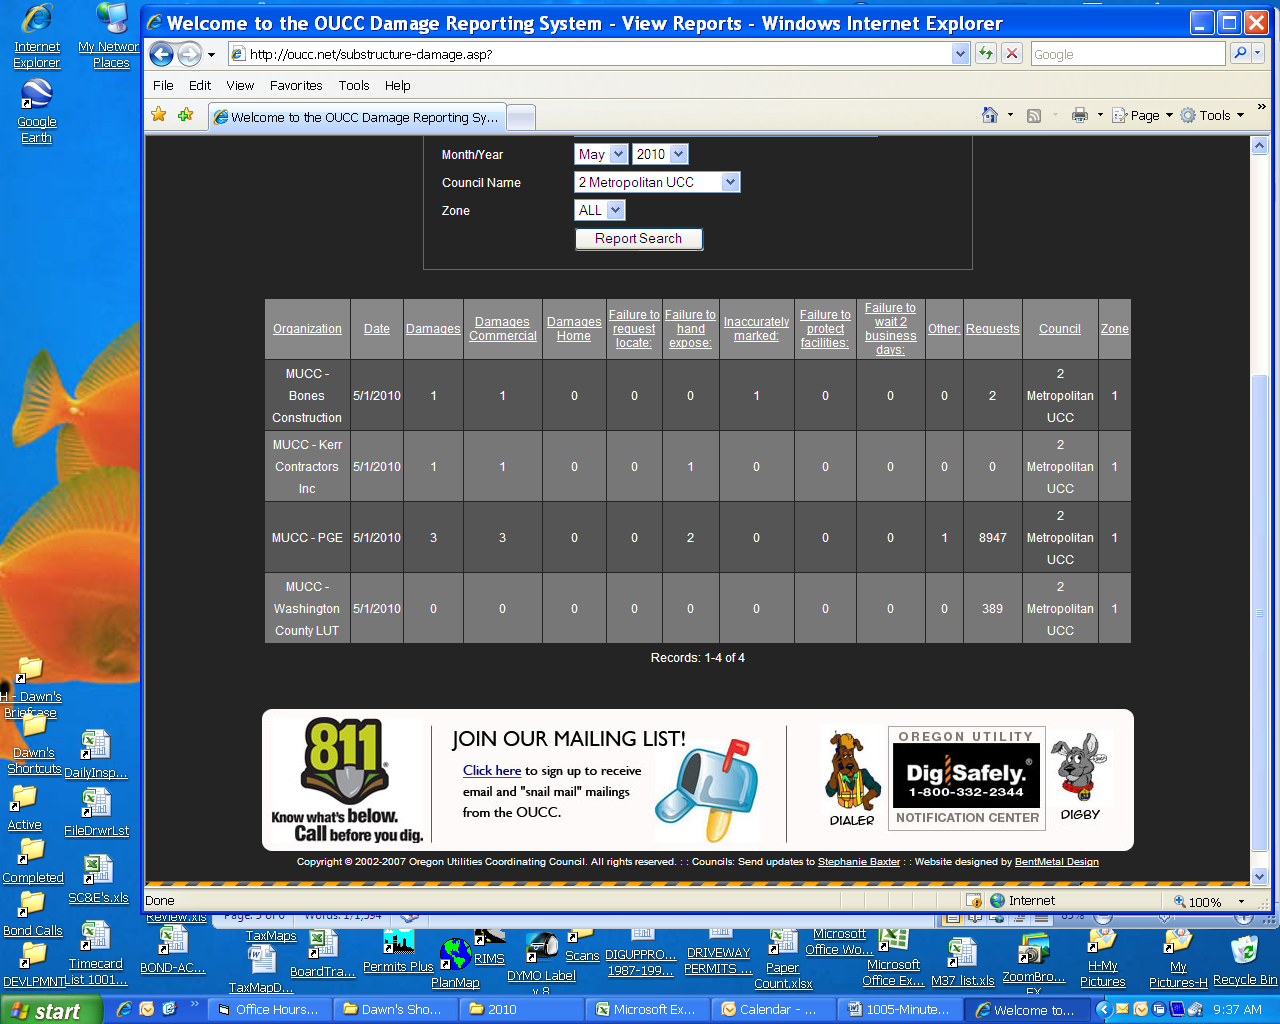 Welcome to the OUCC Damage Reporting System - View Reports - Windows Internet Explorer
http://oucc.net/substructure-damage.asp?
Google
File Edit View Favorites Tools Help
Welcome to the OUCC Damage Reporting Sy...
Page Tools
Internet Explorer
My Networ Places
Google Earth
Month/Year May 2010
Council Name 2 Metropolitan UCC
Zone ALL
Report Search
Organization Date Damages Damages Commercial Damages Home Failure to request locate: Failure to hand expose: Inaccurately marked: Failure to protect facilities: Failure to wait 2 business days: Other: Requests Council Zone
MUCC - Bones Construction 5/1/2010 1 1 0 0 0 1 0 0 0 2 2 Metropolitan UCC 1
MUCC - Kerr Contractors Inc 5/1/2010 1 1 0 0 1 0 0 0 0 0 2 Metropolitan UCC 1
MUCC - PGE 5/1/2010 3 3 0 0 2 0 0 0 1 8947 2 Metropolitan UCC 1
MUCC - Washington County LUT 5/1/2010 0 0 0 0 0 0 0 0 0 389 2 Metropolitan UCC 1
Records: 1-4 of 4
811
Know what's below.
Call before you dig.
JOIN OUR MAILING LIST!
Click here to sign up to receive
email and "snail mail" mailings
from the OUCC.
DIALER
OREGON UTILITY
Dig Safely.
1-800-332-2344
NOTIFICATION CENTER
DIGBY
Copyright © 2002-2007 Oregon Utilities Coordinating Council. All rights reserved. : : Councils: Send updates to Stephanie Baxter : : Website designed by BentMetal Design
Done Internet 100%
H - Dawn's Briefcase
Dawn's Shortcuts
DailyInsp...
Active
FileDrwrLst
Completed
SC&E's.xls
Bond Calls
Timecard List 1001...
DEVLPMNT
Review.xls
TaxMaps
BOND-AC...
TaxMapD...
BoardTra...
Permits Plus
PlanMap
RIMS
DYMO Label v.8
Scans
DIGUPPRO... 1987-199...
DRIVEWAY PERMITS ...
Paper Count.xlsx
Microsoft Office Wo...
Microsoft Office Ex...
M37 list.xls
ZoomBro... EX
H-My Pictures
My Pictures-H
Recycle Bin
start
Office Hours...
Dawn's Sho...
2010
Microsoft Ex...
Calendar - ...
1005-Minute...
Welcome to...
9:37 AM